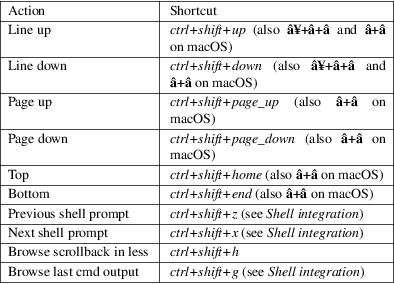 Action Shortcut
Line up ctrl+shift+up (also â¥+â+â and â+â
on macOS)
Line down ctrl+shift+down (also â¥+â+â and
â+â on macOS)
Page up ctrl+shift+page_up (also â+â on
macOS)
Page down ctrl+shift+page_down (also â+â on
macOS)
Top ctrl+shift+home (also â+â on macOS)
Bottom ctrl+shift+end (also â+â on macOS)
Previous shell prompt ctrl+shift+z (see Shell integration)
Next shell prompt ctrl+shift+x (see Shell integration)
Browse scrollback in less ctrl+shift+h
Browse last cmd output ctrl+shift+g (see Shell integration)